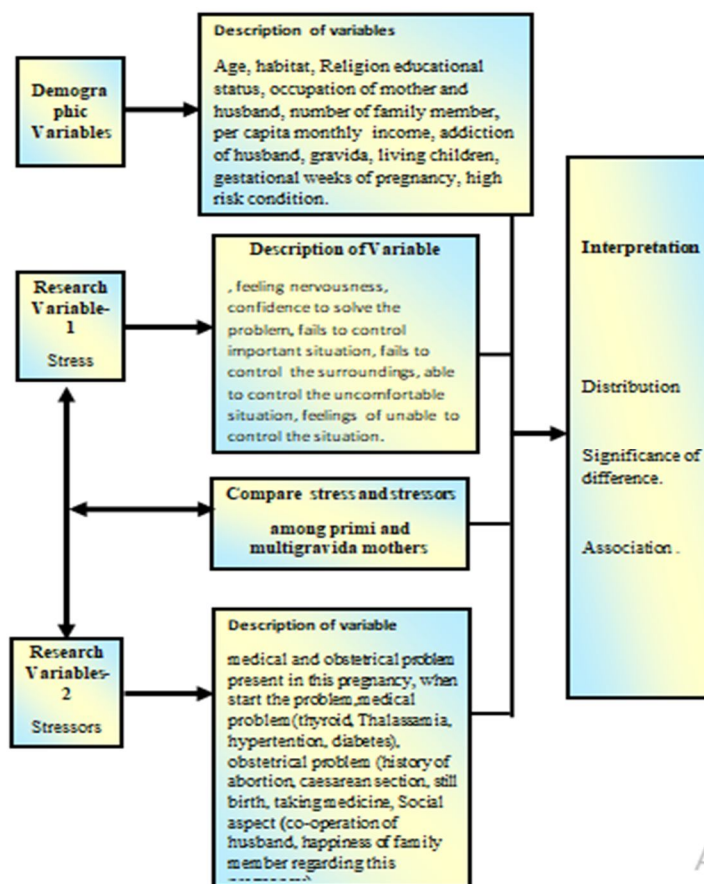 Demogra
phic
Variables
Description of variables
Age, habitat, Religion educational
status, occupation of mother and
husband, number of family member,
per capita monthly income, addiction
of husband, gravida, living children,
gestational weeks of pregnancy, high
risk condition.
Research
Variable-
1
Stress
Description of Variable
, feeling nervousness,
confidence to solve the
problem, fails to control
important situation, fails to
control the surroundings, able
to control the uncomfortable
situation, feelings of unable to
control the situation.
Compare stress and stressors
among primi and
multigravida mothers
Research
Variables-
2
Stressors
Description of variable
medical and obstetrical problem
present in this pregnancy, when
start the problem,medical
problem(thyroid, Thalassamia,
hypertention, diabetes),
obstetrical problem (history of
abortion, caesarean section, still
birth, taking medicine, Social
aspect (co-operation of
husband, happiness of family
member regarding this
Interpretation
Distribution
Significance of
difference.
Association .
A